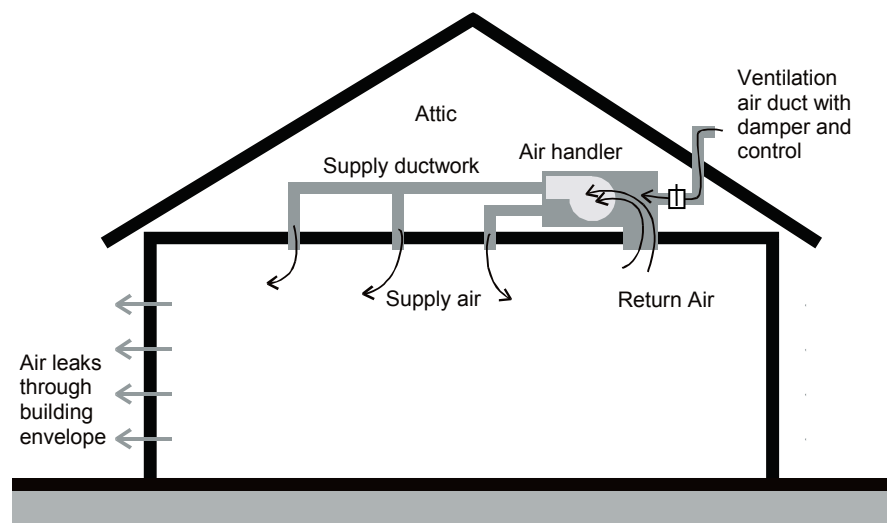 Ventilation
air duct with
damper and
control
Attic
Air handler
Supply ductwork
Supply air
Return Air
Air leaks
through
building
envelope